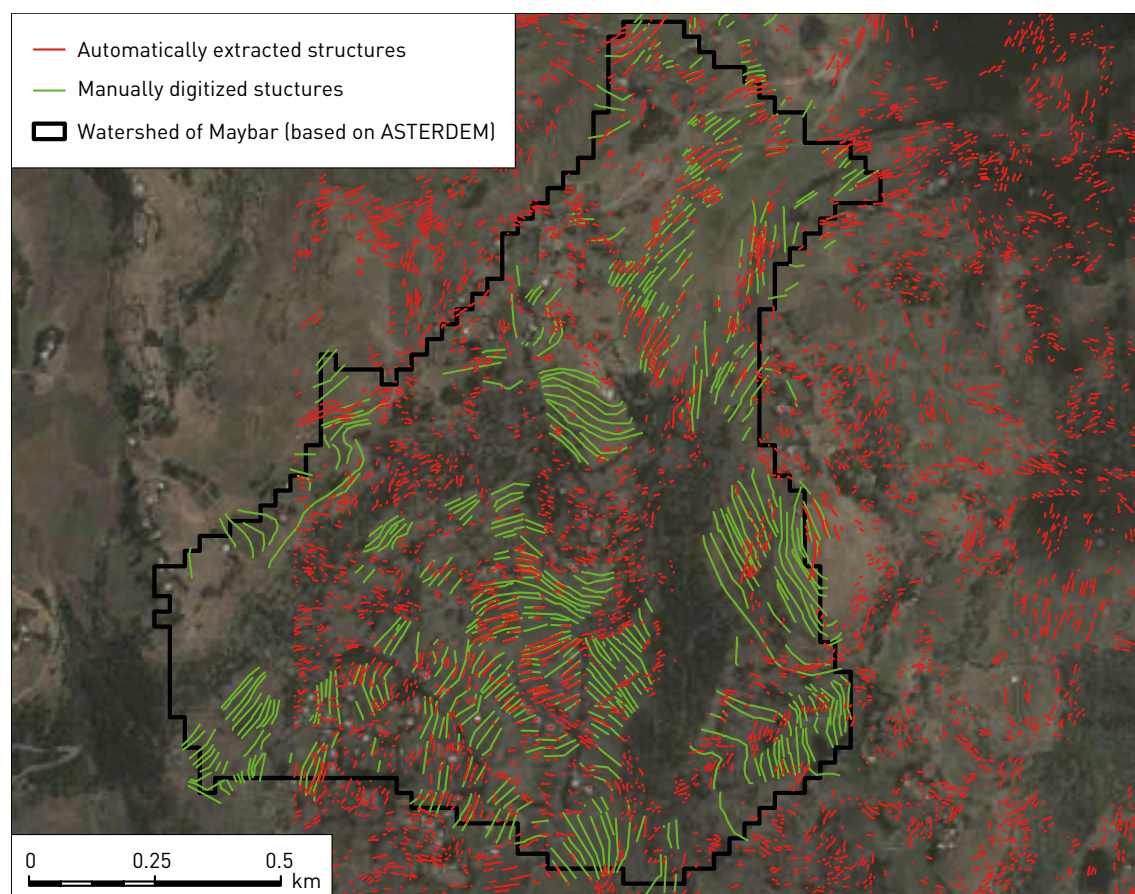 Automatically extracted structures
Manually digitized stuctures
Watershed of Maybar (based on ASTERDEM)
0 0.25 0.5
km